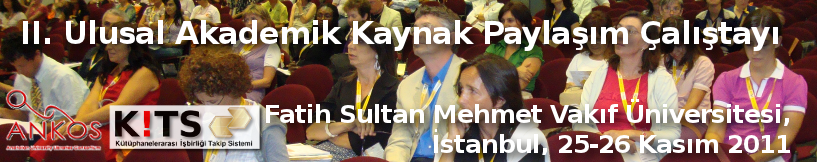 II. Ulusal Akademik Kaynak Paylaşım Çalıştayı
Fatih Sultan Mehmet Vakıf Üniversitesi,
İstanbul, 25-26 Kasım 2011
ANKOS
K!TS
Kütüphanelerarası İşbirliği Takip Sistemi